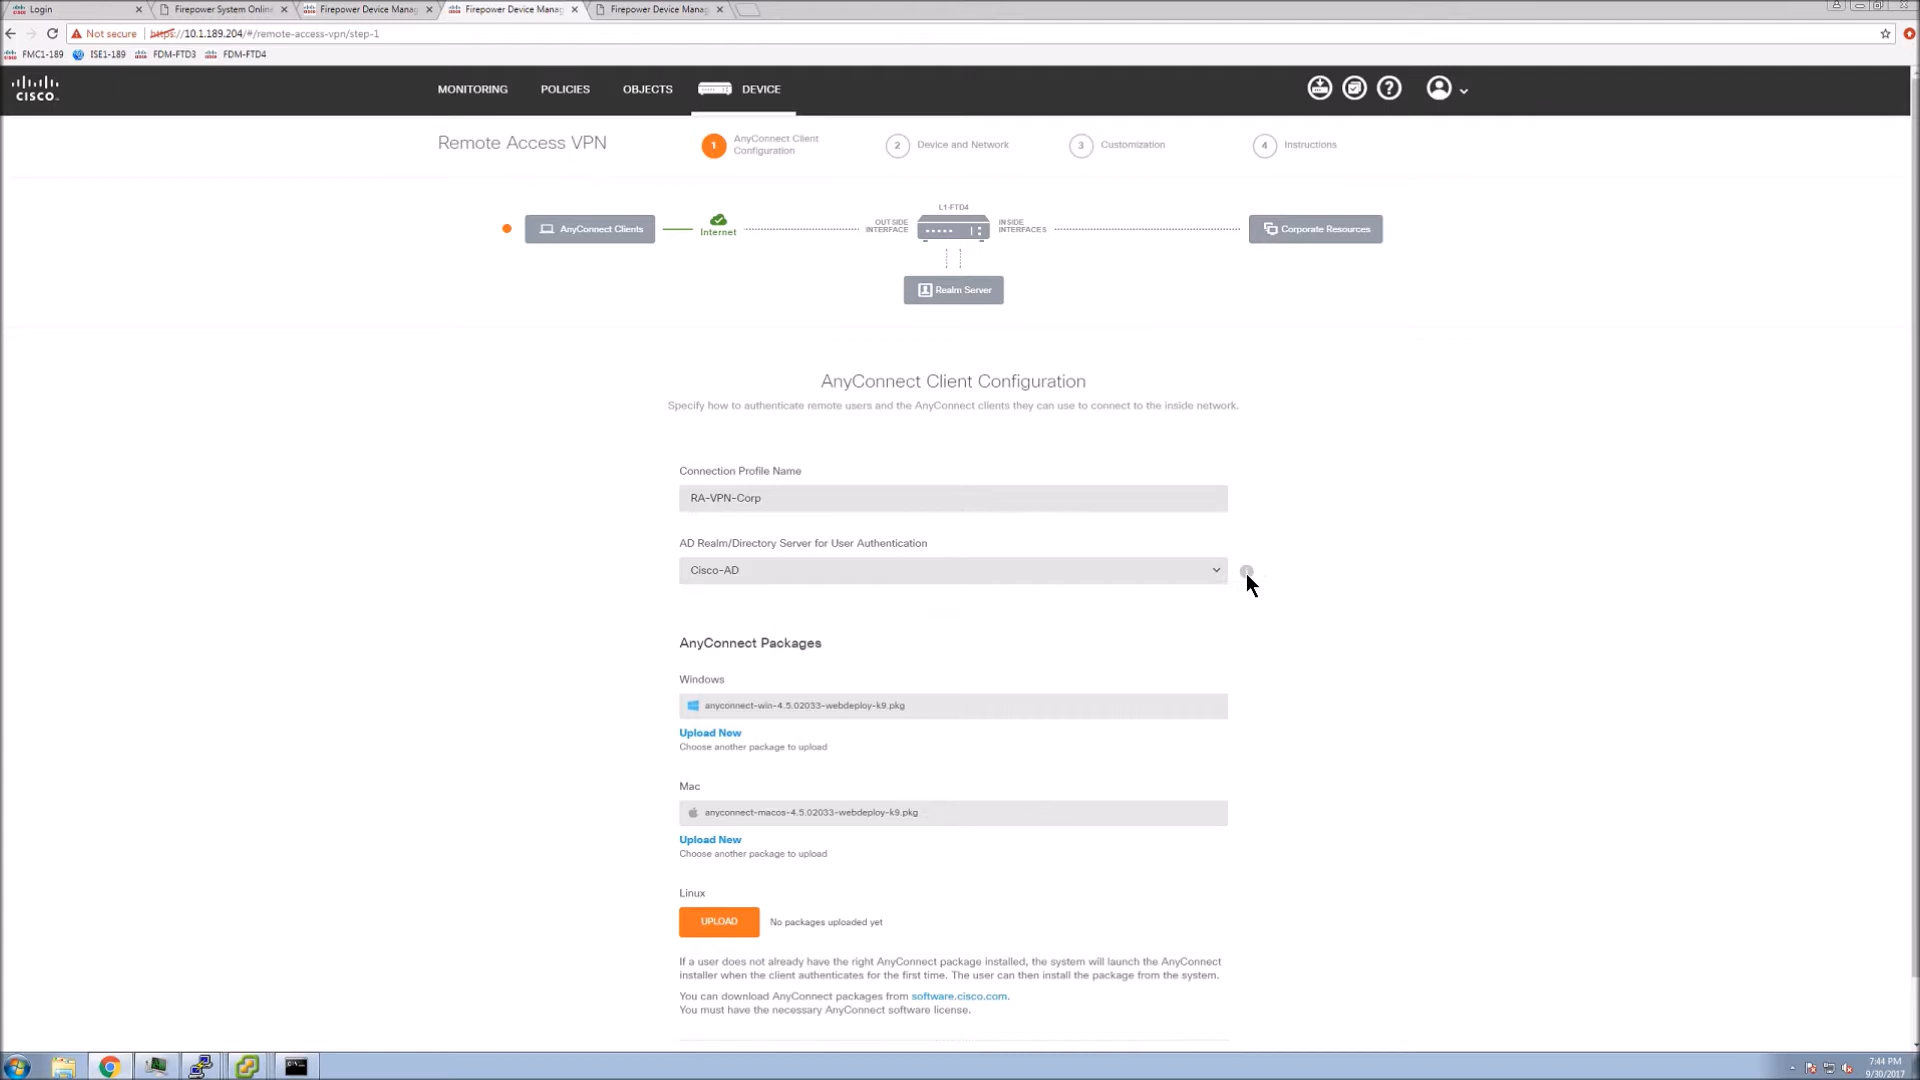 Login
Firepower System Online
Firepower Device Manag
Firepower Device Manag
Firepower Device Manag
Not secure
https://10.1.189.204/#/remote-access-vpn/step-1
FMC1-189
ISE1-189
FDM-FTD3
FDM-FTD4
CISCO
MONITORING
POLICIES
OBJECTS
DEVICE
?
Remote Access VPN
1
AnyConnect Client
Configuration
2
Device and Network
3
Customization
4
Instructions
L1-FTD4
AnyConnect Clients
Internet
OUTSIDE
INTERFACE
INSIDE
INTERFACES
Corporate Resources
Realm Server
AnyConnect Client Configuration
Specify how to authenticate remote users and the AnyConnect clients they can use to connect to the inside network.
Connection Profile Name
RA-VPN-Corp
AD Realm/Directory Server for User Authentication
Cisco-AD
AnyConnect Packages
Windows
anyconnect-win-4.5.02033-webdeploy-k9.pkg
Upload New
Choose another package to upload
Mac
anyconnect-macos-4.5.02033-webdeploy-k9.pkg
Upload New
Choose another package to upload
Linux
UPLOAD
No packages uploaded yet
If a user does not already have the right AnyConnect package installed, the system will launch the AnyConnect
installer when the client authenticates for the first time. The user can then install the package from the system.
You can download AnyConnect packages from software.cisco.com.
You must have the necessary AnyConnect software license.
7:44 PM
9/30/2017